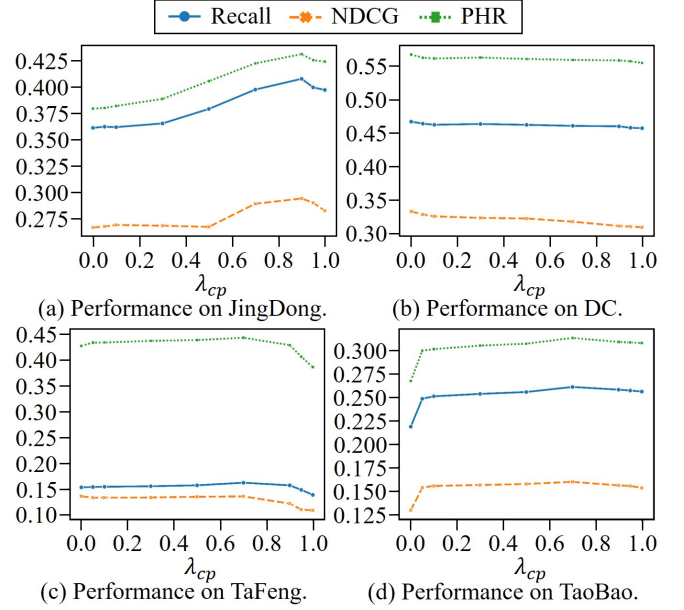 Recall NDCG PHR
0.425
0.400
0.375
0.350
0.325
0.300
0.275
0.0 0.2 0.4 0.6 0.8 1.0
λcp
(a) Performance on JingDong.
0.55
0.50
0.45
0.40
0.35
0.30
0.0 0.2 0.4 0.6 0.8 1.0
λcp
(b) Performance on DC.
0.45
0.40
0.35
0.30
0.25
0.20
0.15
0.10
0.0 0.2 0.4 0.6 0.8 1.0
λcp
(c) Performance on TaFeng.
0.300
0.275
0.250
0.225
0.200
0.175
0.150
0.125
0.0 0.2 0.4 0.6 0.8 1.0
λcp
(d) Performance on TaoBao.